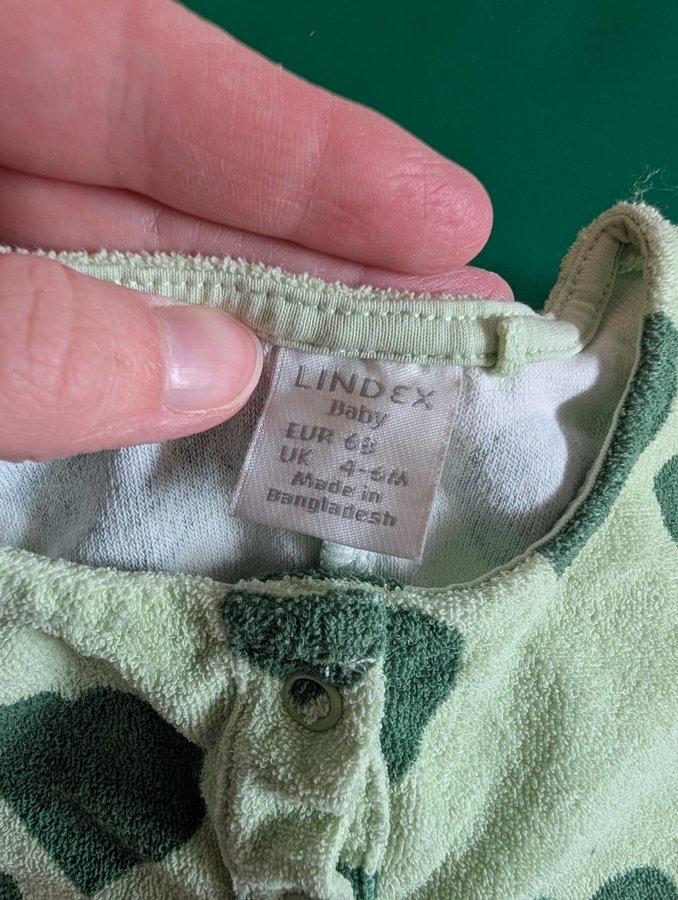 LINDEX
Baby
EUR 68
UK 4-6M
Made in
Bangladesh